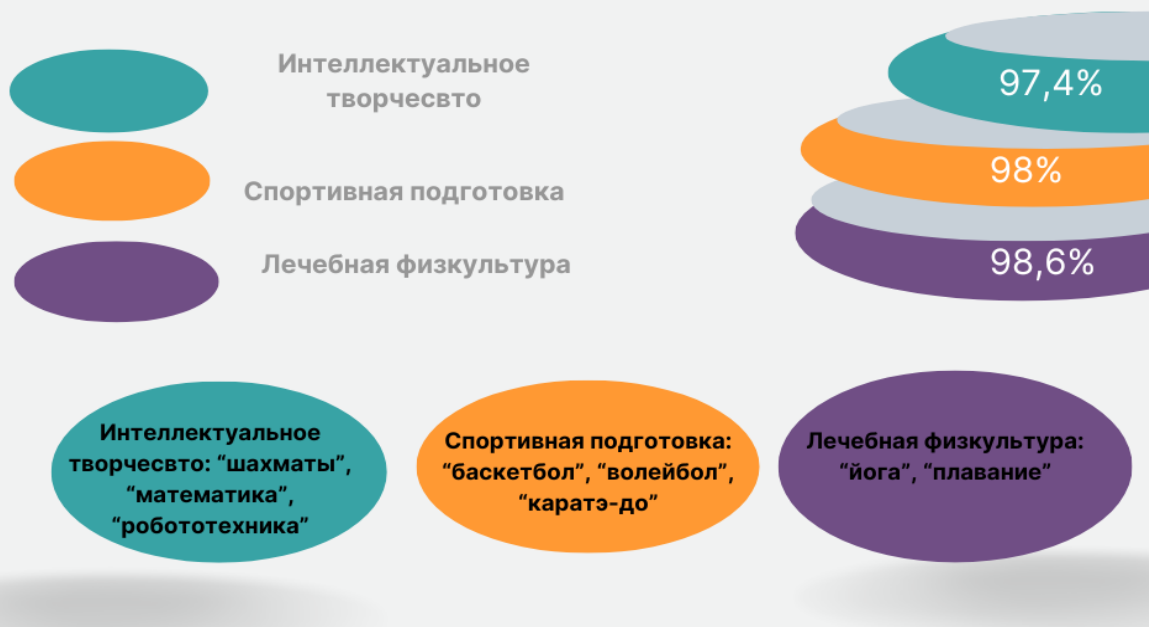 Интеллектуальное
творчесвто
Спортивная подготовка
Лечебная физкультура
97,4%
98%
98,6%
Интеллектуальное
творчесвто: “шахматы”,
“математика”,
“робототехника”
Спортивная подготовка:
“баскетбол”, “волейбол”,
“каратэ-до”
Лечебная физкультура:
“йога”, “плавание”